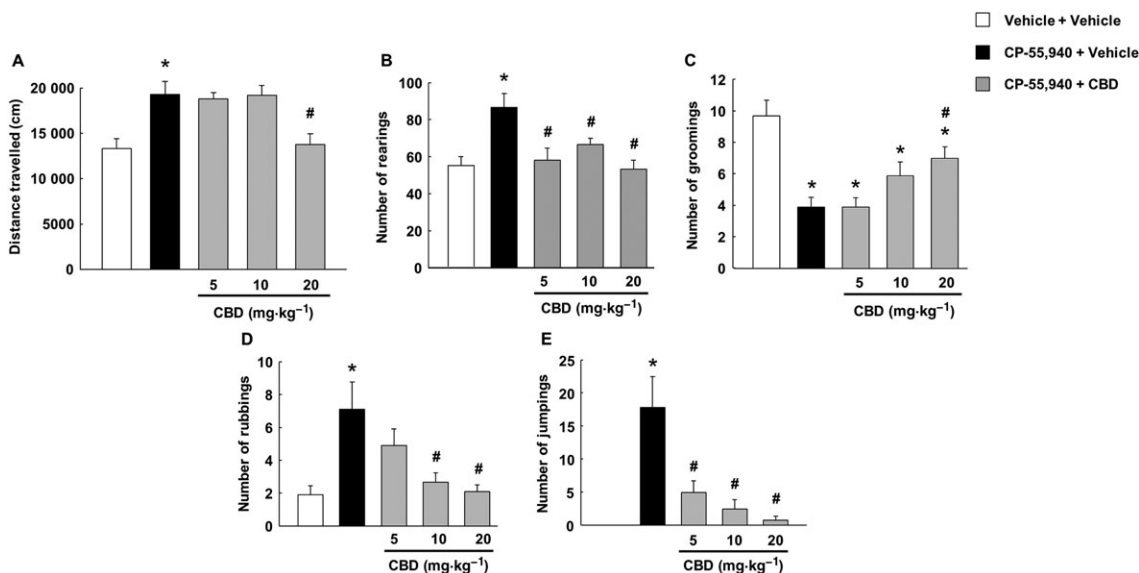 Vehicle + Vehicle
CP-55,940 + Vehicle
CP-55,940 + CBD
A
Distance travelled (cm)
20 000
15 000
10 000
5000
0
*
#
5 10 20
CBD (mg·kg⁻¹)
B
Number of rearings
100
80
60
40
20
0
*
# # #
5 10 20
CBD (mg·kg⁻¹)
C
Number of groomings
12
10
8
6
4
2
0
#
* * * *
5 10 20
CBD (mg·kg⁻¹)
D
Number of rubbings
10
8
6
4
2
0
*
# #
5 10 20
CBD (mg·kg⁻¹)
E
Number of jumpings
25
20
15
10
5
0
*
# # #
5 10 20
CBD (mg·kg⁻¹)